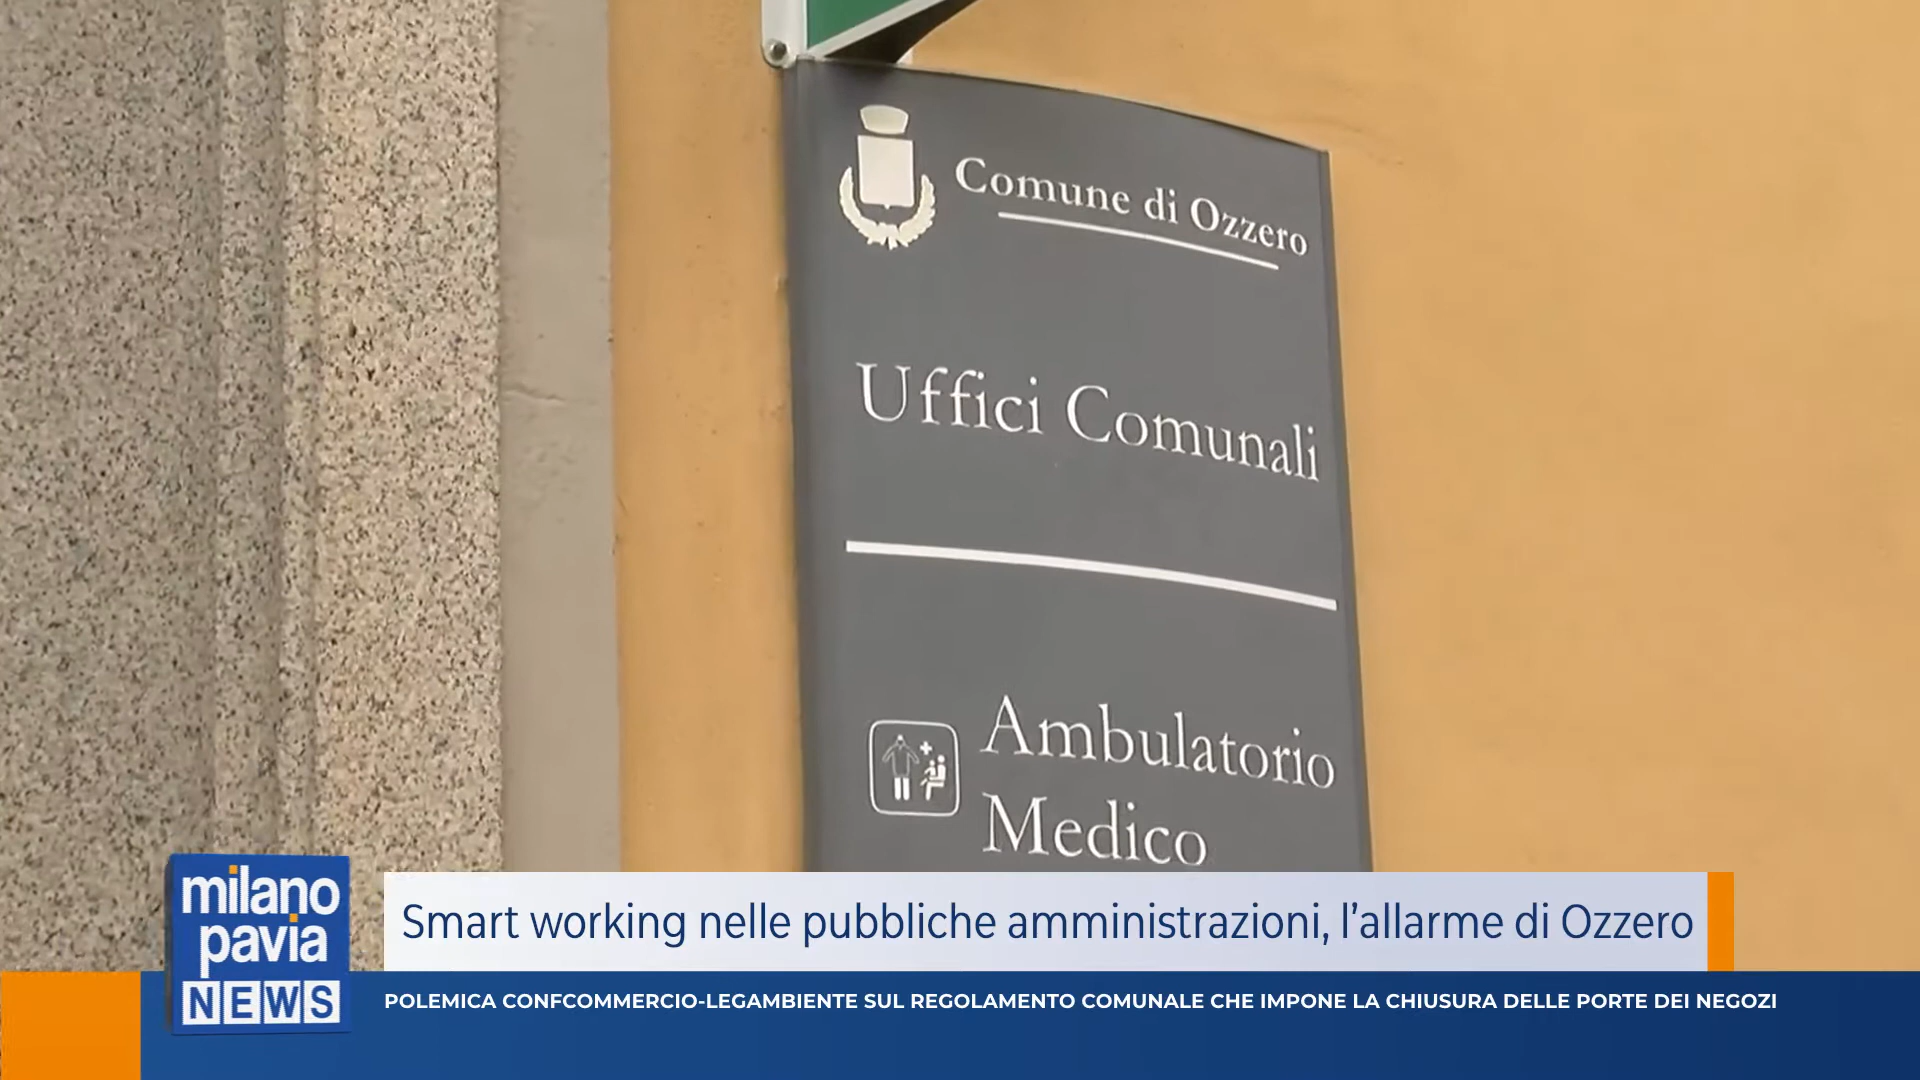 Comune di Ozzero
Uffici Comunali
Ambulatorio
Medico
milano
pavia
NEWS
Smart working nelle pubbliche amministrazioni, l'allarme di Ozzero
POLEMICA CONFCOMMERCIO-LEGAMBIENTE SUL REGOLAMENTO COMUNALE CHE IMPONE LA CHIUSURA DELLE PORTE DEI NEGOZI